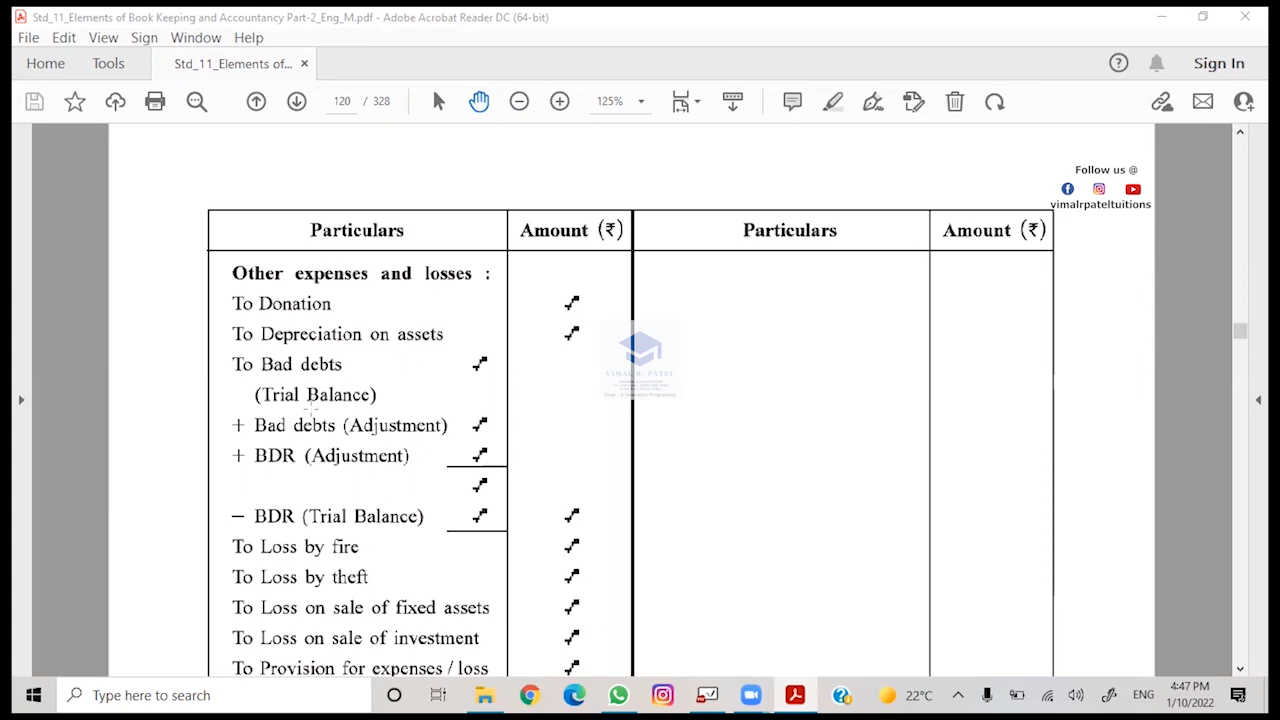 Std_11_Elements of Book Keeping and Accountancy Part-2_Eng_M.pdf - Adobe Acrobat Reader DC (64-bit)
File Edit View Sign Window Help
Home Tools Std_11_Elements of... × Sign In
120 / 328 125%
Follow us @
vimalrpateltuitions
Particulars Amount (₹) Particulars Amount (₹)
Other expenses and losses :
To Donation
To Depreciation on assets
To Bad debts
(Trial Balance)
+ Bad debts (Adjustment)
+ BDR (Adjustment)
− BDR (Trial Balance)
To Loss by fire
To Loss by theft
To Loss on sale of fixed assets
To Loss on sale of investment
To Provision for expenses / loss
VIMAL R. PATEL
Type here to search
22°C ENG 4:47 PM
1/10/2022